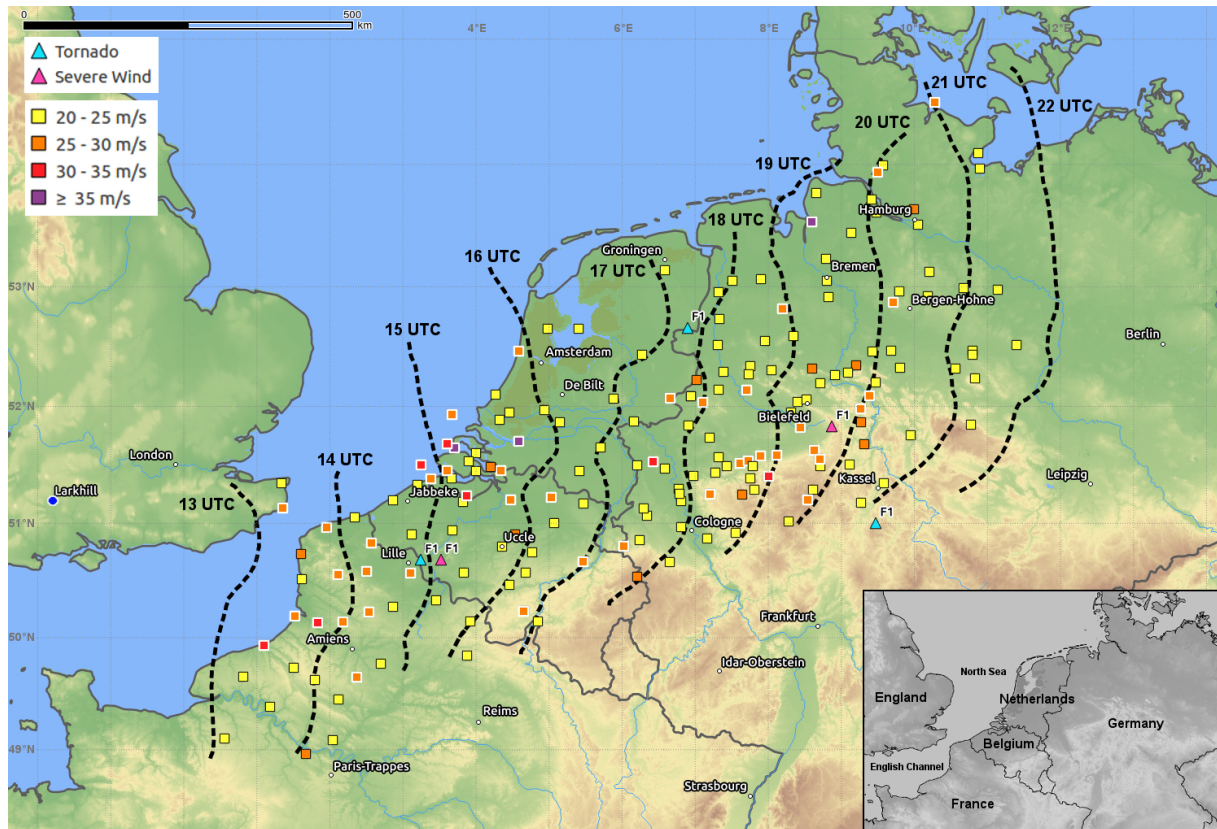 0
500
km
4°E
6°E
8°E
10°E
12°E
Tornado
Severe Wind
20 - 25 m/s
25 - 30 m/s
30 - 35 m/s
≥ 35 m/s
21 UTC
22 UTC
20 UTC
19 UTC
18 UTC
17 UTC
16 UTC
15 UTC
14 UTC
13 UTC
Hamburg
Groningen
Bremen
53°N
Bergen-Hohne
F1
Berlin
Amsterdam
De Bilt
52°N
Bielefeld
F1
London
Larkhill
Jabbeke
Kassel
Leipzig
51°N
Cologne
F1
Uccle
Lille
F1
F1
50°N
Amiens
Frankfurt
Idar-Oberstein
Reims
49°N
Paris-Trappes
Strasbourg
North Sea
England
Netherlands
Germany
Belgium
English Channel
France